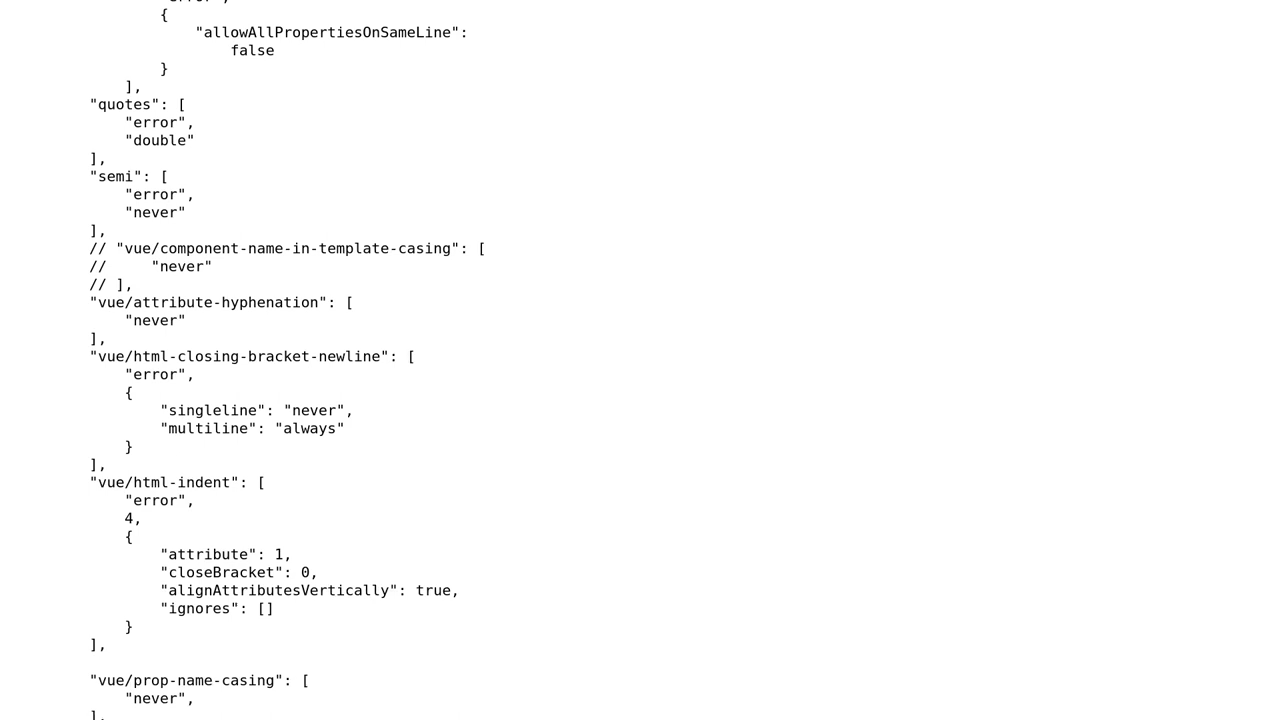 "error",
            {
                "allowAllPropertiesOnSameLine":
                    false
            }
        ],
    "quotes": [
        "error",
        "double"
    ],
    "semi": [
        "error",
        "never"
    ],
    // "vue/component-name-in-template-casing": [
    //     "never"
    // ],
    "vue/attribute-hyphenation": [
        "never"
    ],
    "vue/html-closing-bracket-newline": [
        "error",
        {
            "singleline": "never",
            "multiline": "always"
        }
    ],
    "vue/html-indent": [
        "error",
        4,
        {
            "attribute": 1,
            "closeBracket": 0,
            "alignAttributesVertically": true,
            "ignores": []
        }
    ],

    "vue/prop-name-casing": [
        "never",
    ],